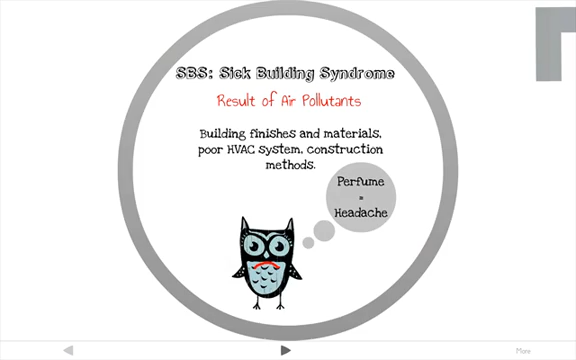 SBS: Sick Building Syndrome
Result of Air Pollutants
Building finishes and materials,
poor HVAC system, construction
methods.
Perfume
=
Headache
More